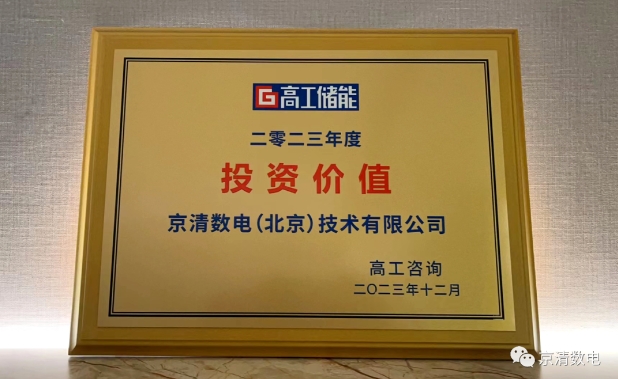 G高工储能
二零二三年度
投资价值
京清数电(北京)技术有限公司
高工咨询
二〇二三年十二月
京清数电